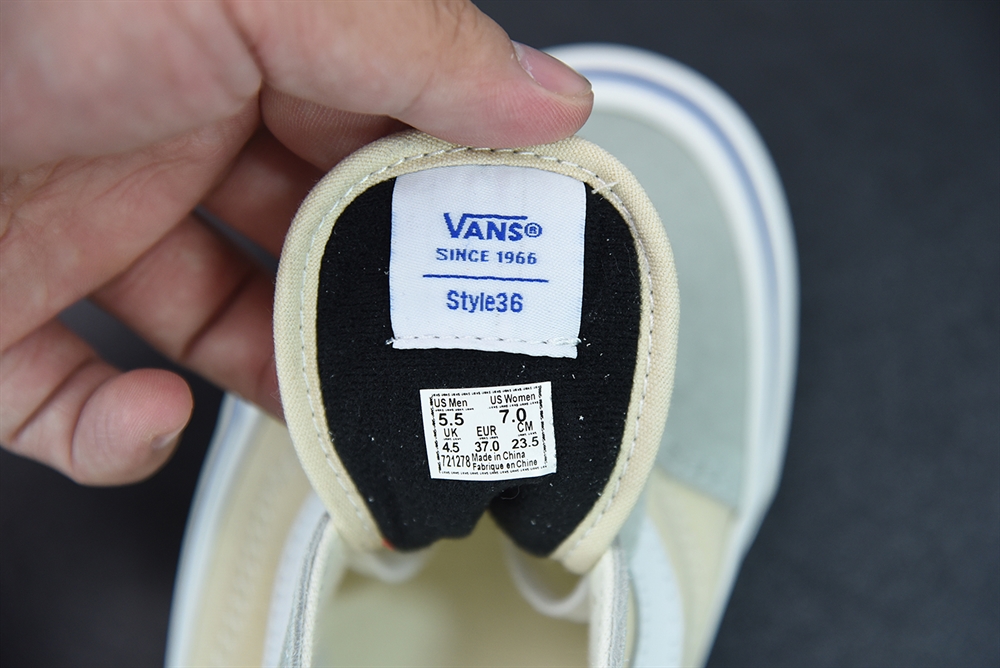 VANS®
SINCE 1966
Style36
US Men US Women
5.5 7.0
UK EUR CM
4.5 37.0 23.5
721278 Made in China
Fabrique en Chine